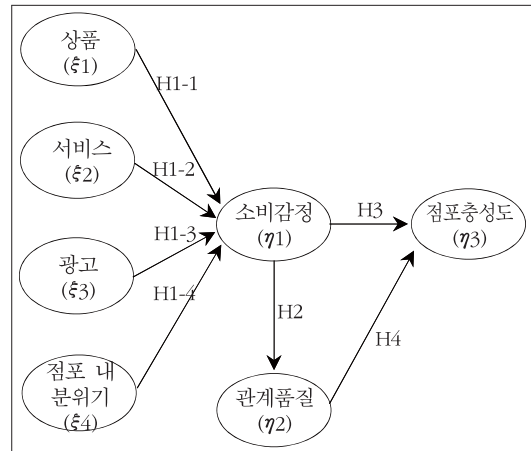 상품
(ξ1)
H1-1
서비스
(ξ2)
H1-2
소비감정
(η1)
H3
점포충성도
(η3)
H1-3
광고
(ξ3)
H1-4
H2
H4
점포 내
분위기
(ξ4)
관계품질
(η2)